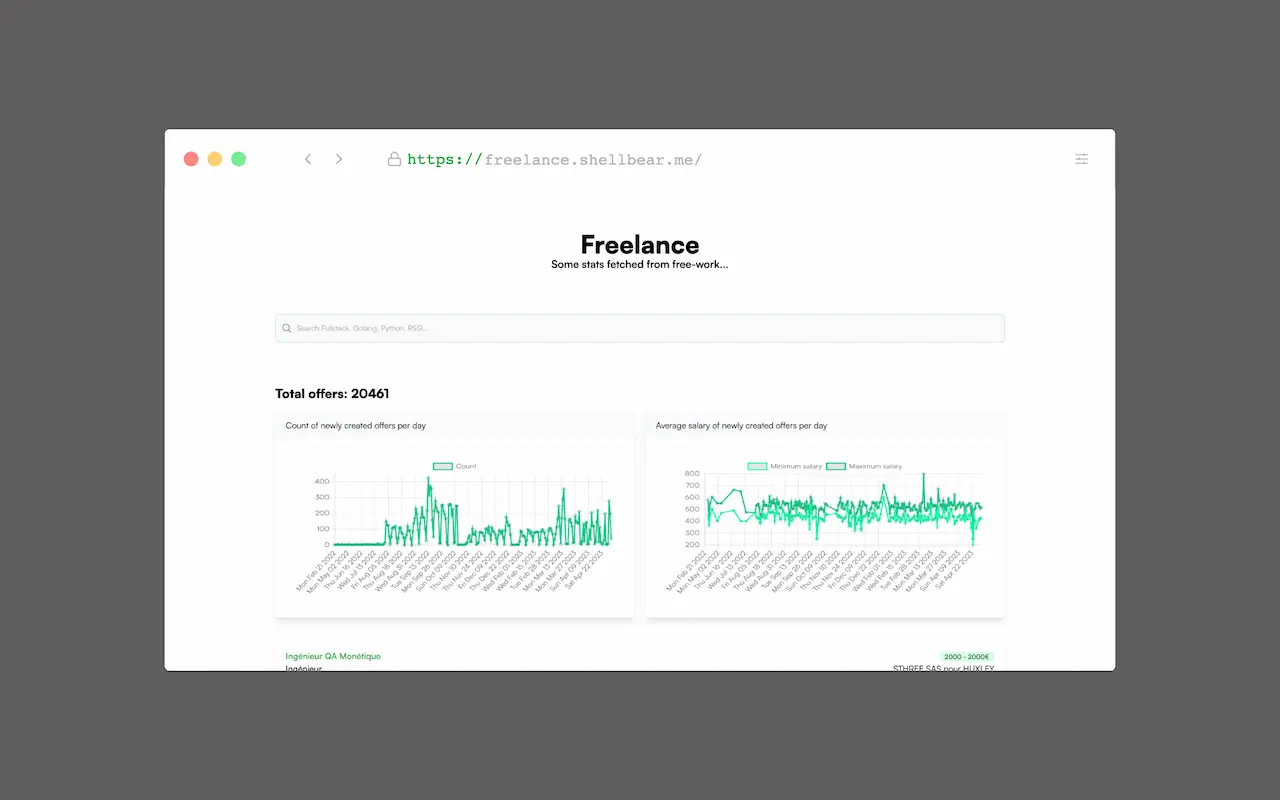 https://freelance.shellbear.me/
Freelance
Some stats fetched from free-work...
Search Fullstack, Golang, Python, RSSI...
Total offers: 20461
Count of newly created offers per day
Average salary of newly created offers per day
Count
Minimum salary Maximum salary
400
300
200
100
0
800
700
600
500
400
300
200
Mon Feb 21 2022
Mon May 02 2022
Thu Jun 16 2022
Wed Jul 13 2022
Fri Aug 05 2022
Thu Aug 18 2022
Wed Aug 31 2022
Tue Sep 13 2022
Mon Sep 26 2022
Sun Oct 09 2022
Thu Nov 10 2022
Thu Nov 24 2022
Fri Dec 09 2022
Thu Dec 22 2022
Wed Feb 01 2023
Wed Feb 15 2023
Tue Feb 28 2023
Mon Mar 13 2023
Mon Mar 27 2023
Sun Apr 09 2023
Sat Apr 22 2023
Mon Feb 21 2022
Mon May 02 2022
Thu Jun 16 2022
Wed Jul 13 2022
Fri Aug 05 2022
Thu Aug 18 2022
Wed Aug 31 2022
Tue Sep 13 2022
Mon Sep 26 2022
Sun Oct 09 2022
Thu Nov 10 2022
Thu Nov 24 2022
Fri Dec 09 2022
Thu Dec 22 2022
Wed Feb 01 2023
Wed Feb 15 2023
Tue Feb 28 2023
Mon Mar 13 2023
Mon Mar 27 2023
Sun Apr 09 2023
Sat Apr 22 2023
Ingénieur QA Monétique
2000 - 2000€
Ingénieur
STHREE SAS pour HUXLEY